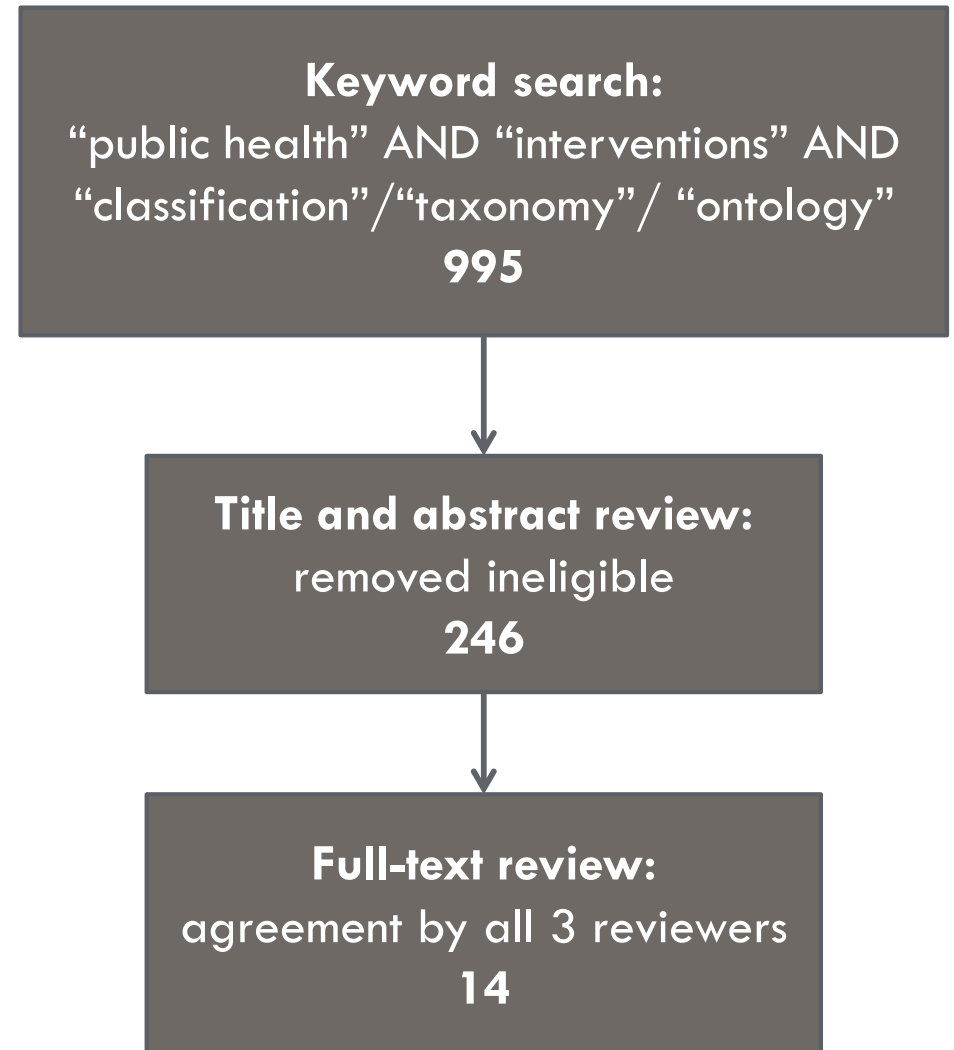 Keyword search:
“public health” AND “interventions” AND
“classification”/“taxonomy”/ “ontology”
995
Title and abstract review:
removed ineligible
246
Full-text review:
agreement by all 3 reviewers
14